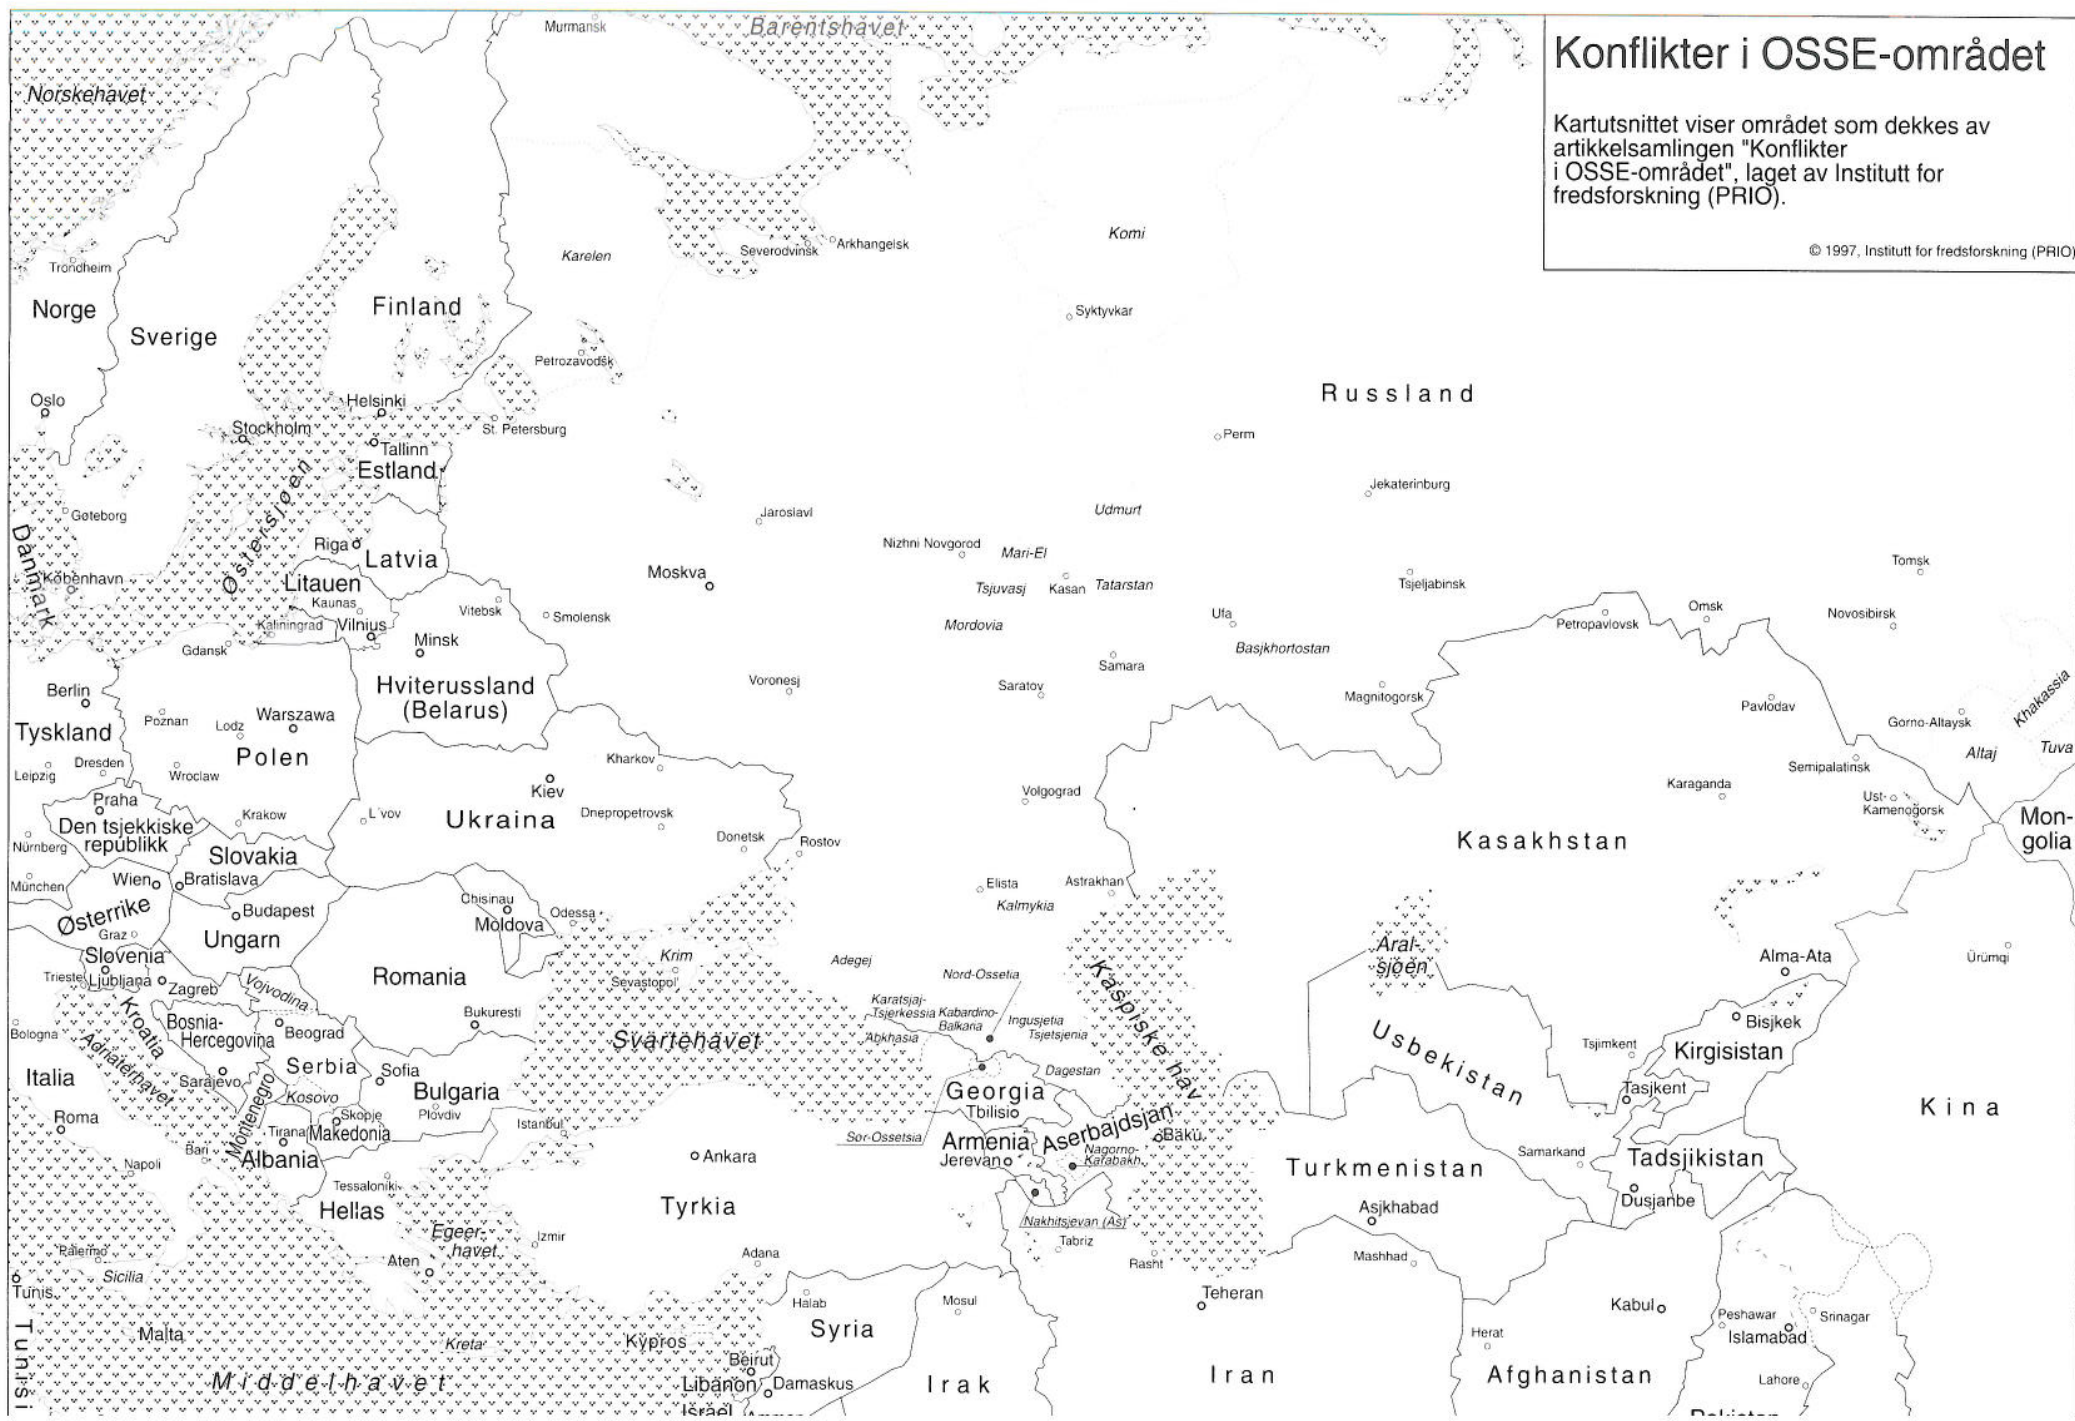 Konflikter i OSSE-området
Kartutsnittet viser området som dekkes av
artikkelsamlingen "Konflikter
i OSSE-området", laget av Institutt for
fredsforskning (PRIO).
© 1997, Institutt for fredsforskning (PRIO)
Murmansk
Barentshavet
Norskehavet
Komi
Severodvinsk
Arkhangelsk
Karelen
Trondheim
Norge
Sverige
Finland
Syktyvkar
Petrozavodsk
Russland
Oslo
Helsinki
Stockholm
St. Petersburg
Tallinn
Estland
Perm
Jekaterinburg
Østersjøen
Gøteborg
Jaroslavl
Udmurt
Danmark
Riga
Latvia
Nizhni Novgorod
Mari-El
Tomsk
København
Litauen
Moskva
Tsjuvasj
Kasan
Tatarstan
Tsjeljabinsk
Kaunas
Vitebsk
Smolensk
Kaliningrad
Vilnius
Mordovia
Ufa
Petropavlovsk
Omsk
Novosibirsk
Gdansk
Minsk
Basjkhortostan
Samara
Berlin
Hviterussland
(Belarus)
Voronesj
Saratov
Magnitogorsk
Pavlodav
Khakassia
Poznan
Lodz
Warszawa
Gorno-Altaysk
Tyskland
Polen
Altaj
Tuva
Leipzig
Dresden
Wroclaw
Kharkov
Semipalatinsk
Praha
Kiev
Volgograd
Karaganda
Ust-
Kamenogorsk
Den tsjekkiske
republikk
Krakow
L'vov
Ukraina
Dnepropetrovsk
Mon-
golia
Nürnberg
Donetsk
Rostov
Kasakhstan
Slovakia
München
Wien
Bratislava
Elista
Astrakhan
Østerrike
Budapest
Chisinau
Kalmykia
Graz
Ungarn
Moldova
Odessa
Slovenia
Krim
Aral-
sjøen
Alma-Ata
Ürümqi
Trieste
Ljubljana
Zagreb
Vojvodina
Romania
Sevastopol'
Adegej
Nord-Ossetia
Kaspiske hav
Kroatia
Bosnia-
Hercegovina
Beograd
Bukuresti
Karatsjaj-
Tsjerkessia
Kabardino-
Balkaria
Ingusjetia
Tsjetsjenia
Bisjkek
Bologna
Adriaterhavet
Svartehavet
Abkhasia
Usbekistan
Tsjimkent
Kirgisistan
Italia
Sarajevo
Serbia
Sofia
Dagestan
Montenegro
Kosovo
Bulgaria
Georgia
Tasjkent
Roma
Skopje
Plovdiv
Tbilisi
Kina
Tirana
Makedonia
Istanbul
Sør-Ossetsia
Armenia
Aserbajdsjan
Baku
Bari
Albania
Ankara
Jerevan
Nagorno-
Karabakh
Samarkand
Tadsjikistan
Napoli
Turkmenistan
Tessaloniki
Hellas
Tyrkia
Asjkhabad
Dusjanbe
Nakhitsjevan (As)
Egeer-
havet
Izmir
Tabriz
Palermo
Sicilia
Aten
Adana
Rasht
Mashhad
Tunis
Halab
Mosul
Teheran
Kabul
Peshawar
Srinagar
Islamabad
Malta
Kreta
Kypros
Syria
Herat
Tunisi
Middelhavet
Beirut
Libanon
Damaskus
Irak
Iran
Afghanistan
Lahore
Israel